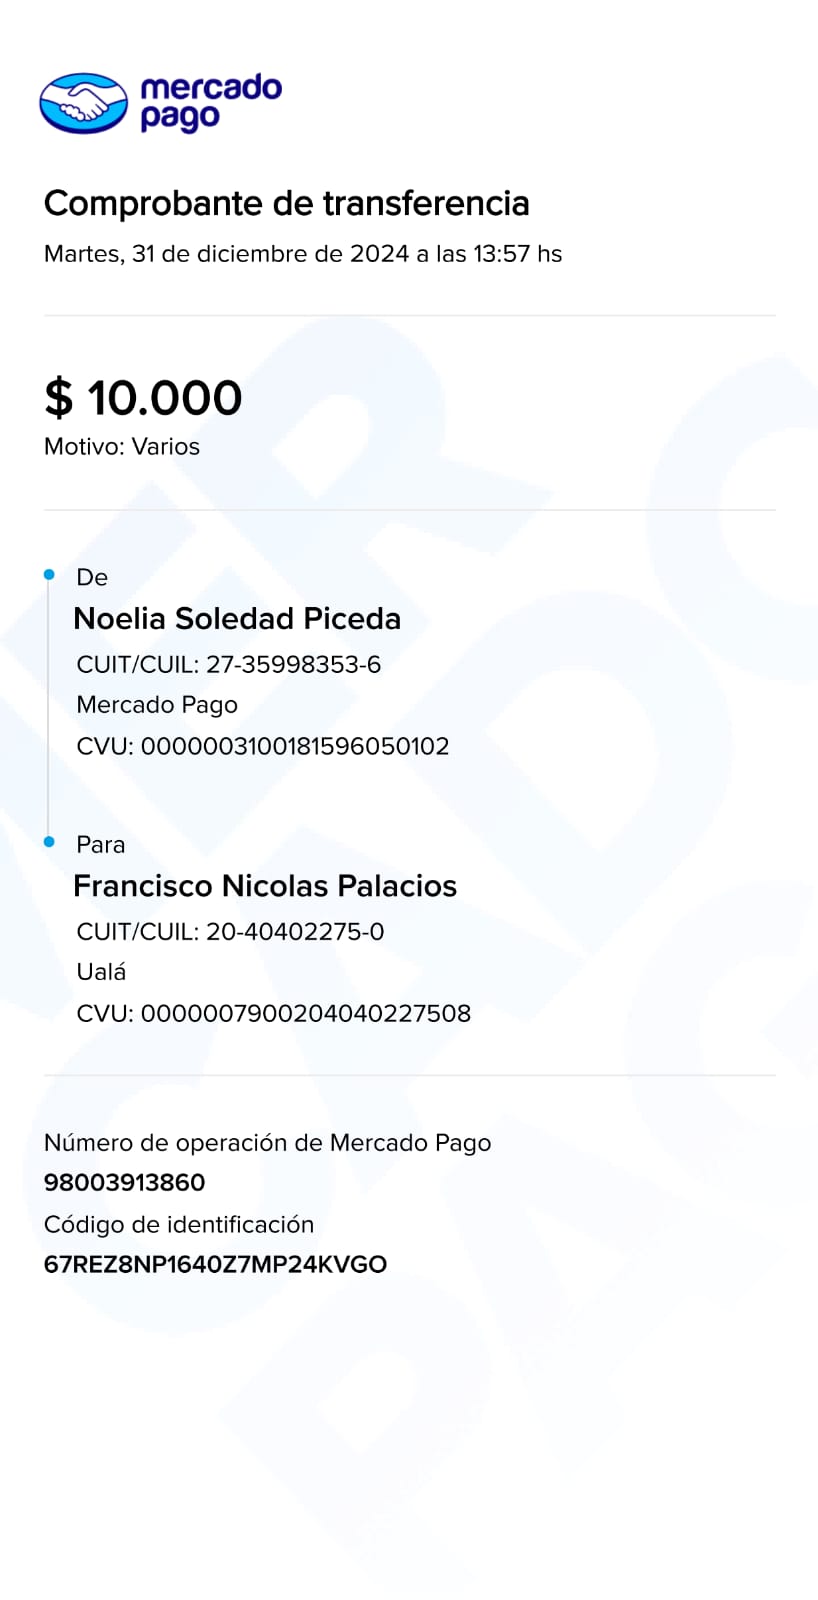 mercado
pago
Comprobante de transferencia
Martes, 31 de diciembre de 2024 a las 13:57 hs
$ 10.000
Motivo: Varios
De
Noelia Soledad Piceda
CUIT/CUIL: 27-35998353-6
Mercado Pago
CVU: 0000003100181596050102
Para
Francisco Nicolas Palacios
CUIT/CUIL: 20-40402275-0
Ualá
CVU: 0000007900204040227508
Número de operación de Mercado Pago
98003913860
Código de identificación
67REZ8NP1640Z7MP24KVGO